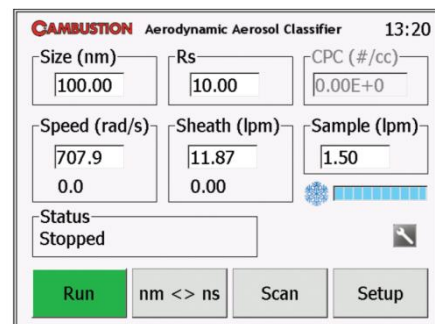 CAMBUSTION Aerodynamic Aerosol Classifier 13:20
Size (nm) Rs CPC (#/cc)
100.00 10.00 0.00E+0
Speed (rad/s) Sheath (lpm) Sample (lpm)
707.9 11.87 1.50
0.0 0.00
Status
Stopped
Run nm <> ns Scan Setup